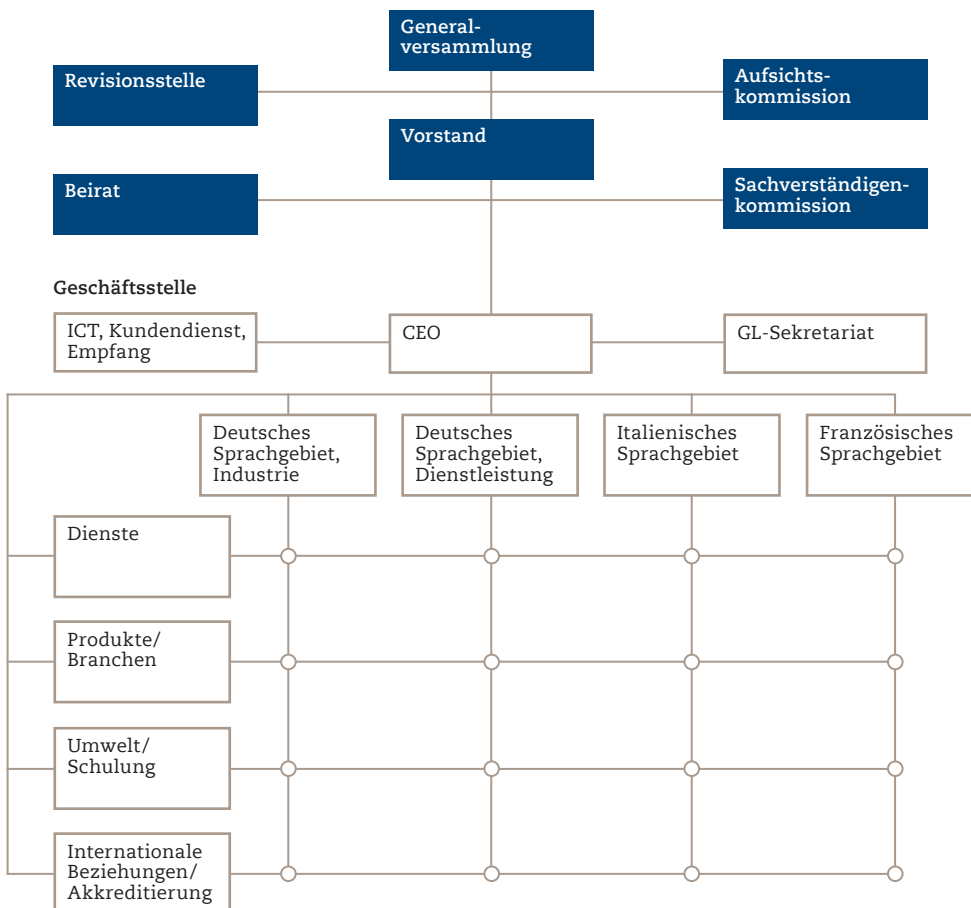 General-
versammlung
Revisionsstelle
Aufsichts-
kommission
Vorstand
Beirat
Sachverständigen-
kommission
Geschäftsstelle
ICT, Kundendienst,
Empfang
CEO
GL-Sekretariat
Deutsches
Sprachgebiet,
Industrie
Deutsches
Sprachgebiet,
Dienstleistung
Italienisches
Sprachgebiet
Französisches
Sprachgebiet
Dienste
Produkte/
Branchen
Umwelt/
Schulung
Internationale
Beziehungen/
Akkreditierung